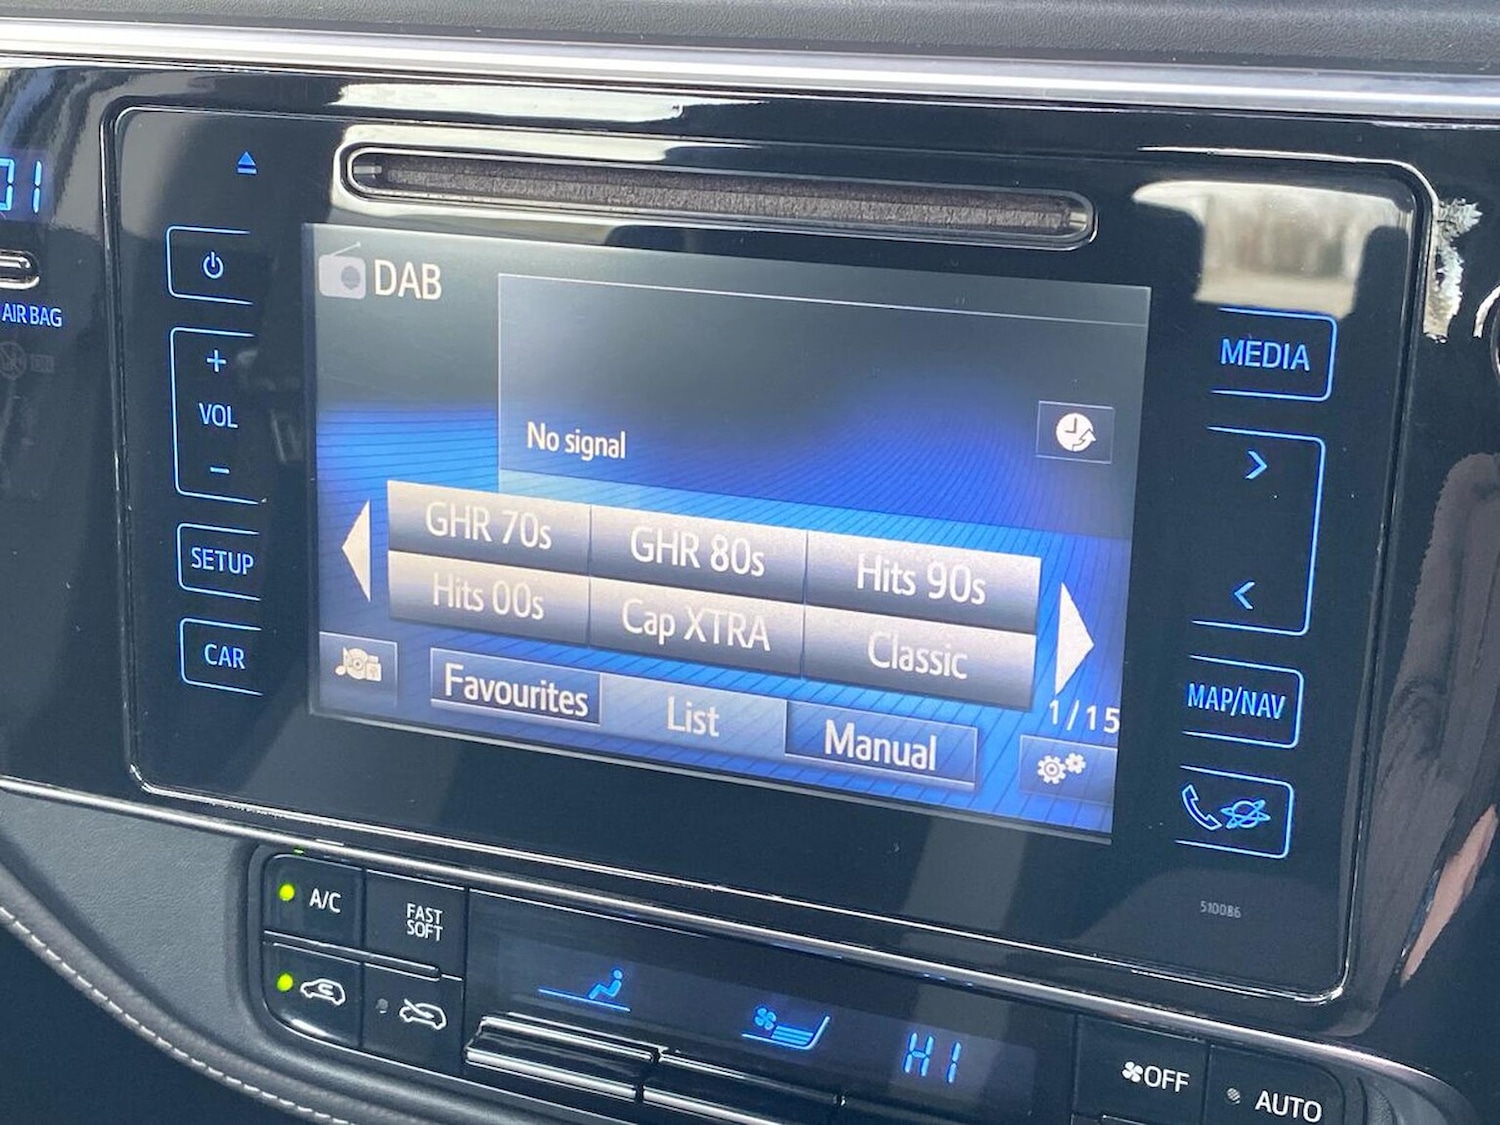 01
AIR BAG
+
VOL
−
SETUP
CAR
DAB
No signal
GHR 70s
GHR 80s
Hits 90s
Hits 00s
Cap XTRA
Classic
Favourites
List
Manual
1/15
MEDIA
>
<
MAP/NAV
510086
A/C
FAST
SOFT
HI
OFF
AUTO